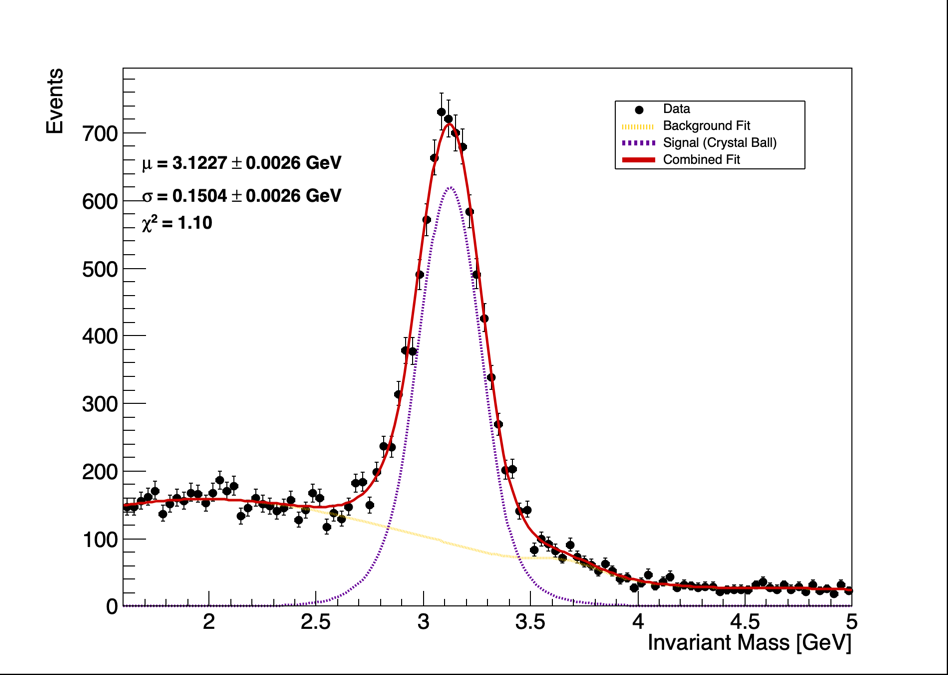 Events
700
600
500
400
300
200
100
0
μ = 3.1227 ± 0.0026 GeV
σ = 0.1504 ± 0.0026 GeV
χ² = 1.10
Data
Background Fit
Signal (Crystal Ball)
Combined Fit
2 2.5 3 3.5 4 4.5 5
Invariant Mass [GeV]